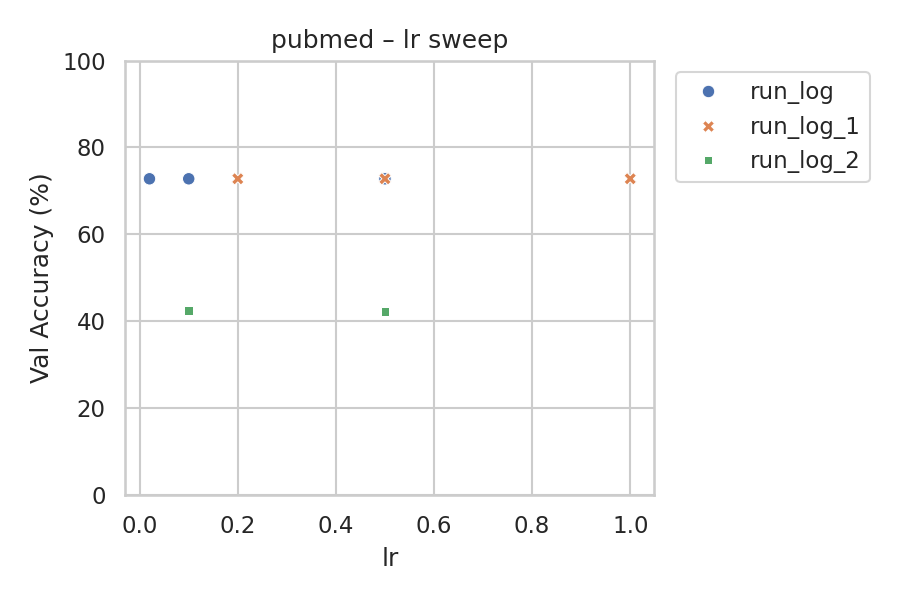 pubmed – lr sweep
100
80
60
40
20
0
Val Accuracy (%)
0.0 0.2 0.4 0.6 0.8 1.0
lr
run_log
run_log_1
run_log_2